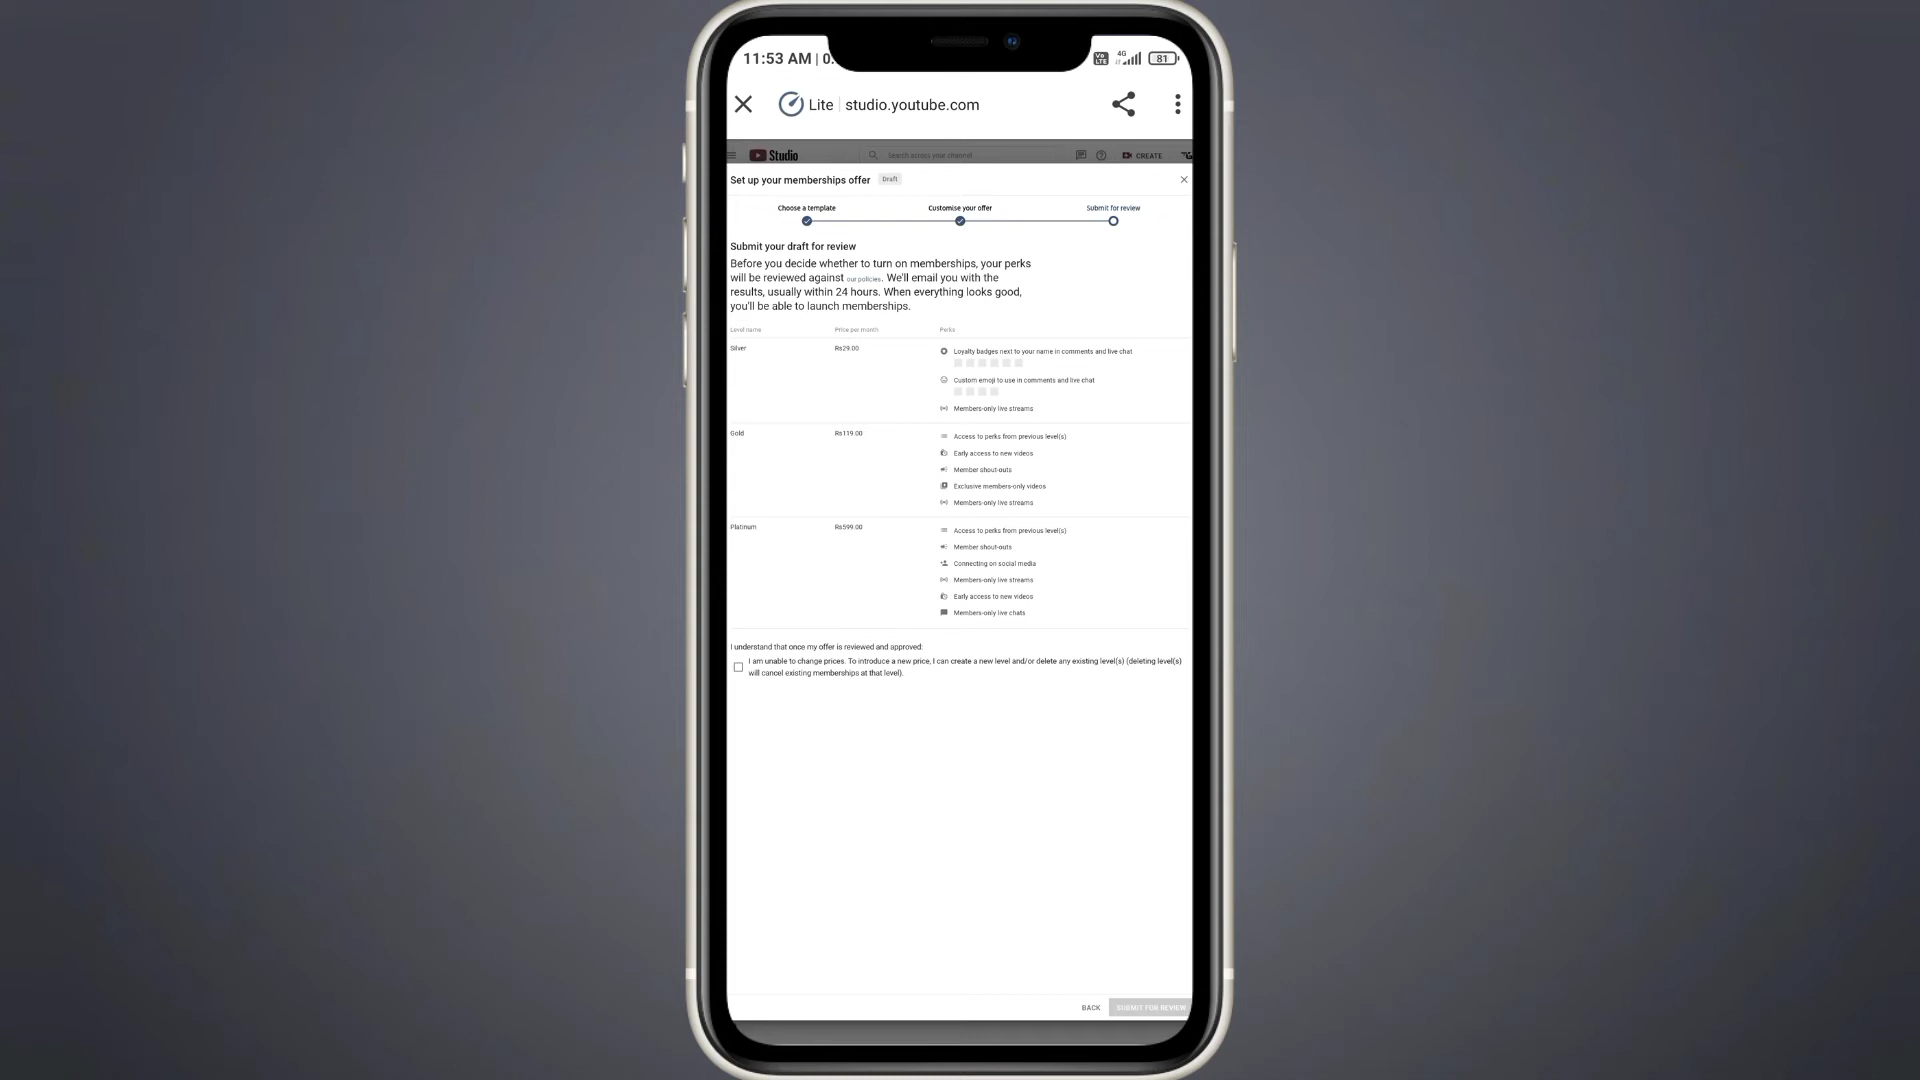 11:53 AM | 0.
Vo LTE 4G 81
Lite | studio.youtube.com
Studio Search across your channel CREATE
Set up your memberships offer Draft
Choose a template Customise your offer Submit for review
Submit your draft for review
Before you decide whether to turn on memberships, your perks
will be reviewed against our policies. We'll email you with the
results, usually within 24 hours. When everything looks good,
you'll be able to launch memberships.
Level name Price per month Perks
Silver Rs29.00 Loyalty badges next to your name in comments and live chat
Custom emoji to use in comments and live chat
Members-only live streams
Gold Rs119.00 Access to perks from previous level(s)
Early access to new videos
Member shout-outs
Exclusive members-only videos
Members-only live streams
Platinum Rs599.00 Access to perks from previous level(s)
Member shout-outs
Connecting on social media
Members-only live streams
Early access to new videos
Members-only live chats
I understand that once my offer is reviewed and approved:
I am unable to change prices. To introduce a new price, I can create a new level and/or delete any existing level(s) (deleting level(s)
will cancel existing memberships at that level).
BACK SUBMIT FOR REVIEW